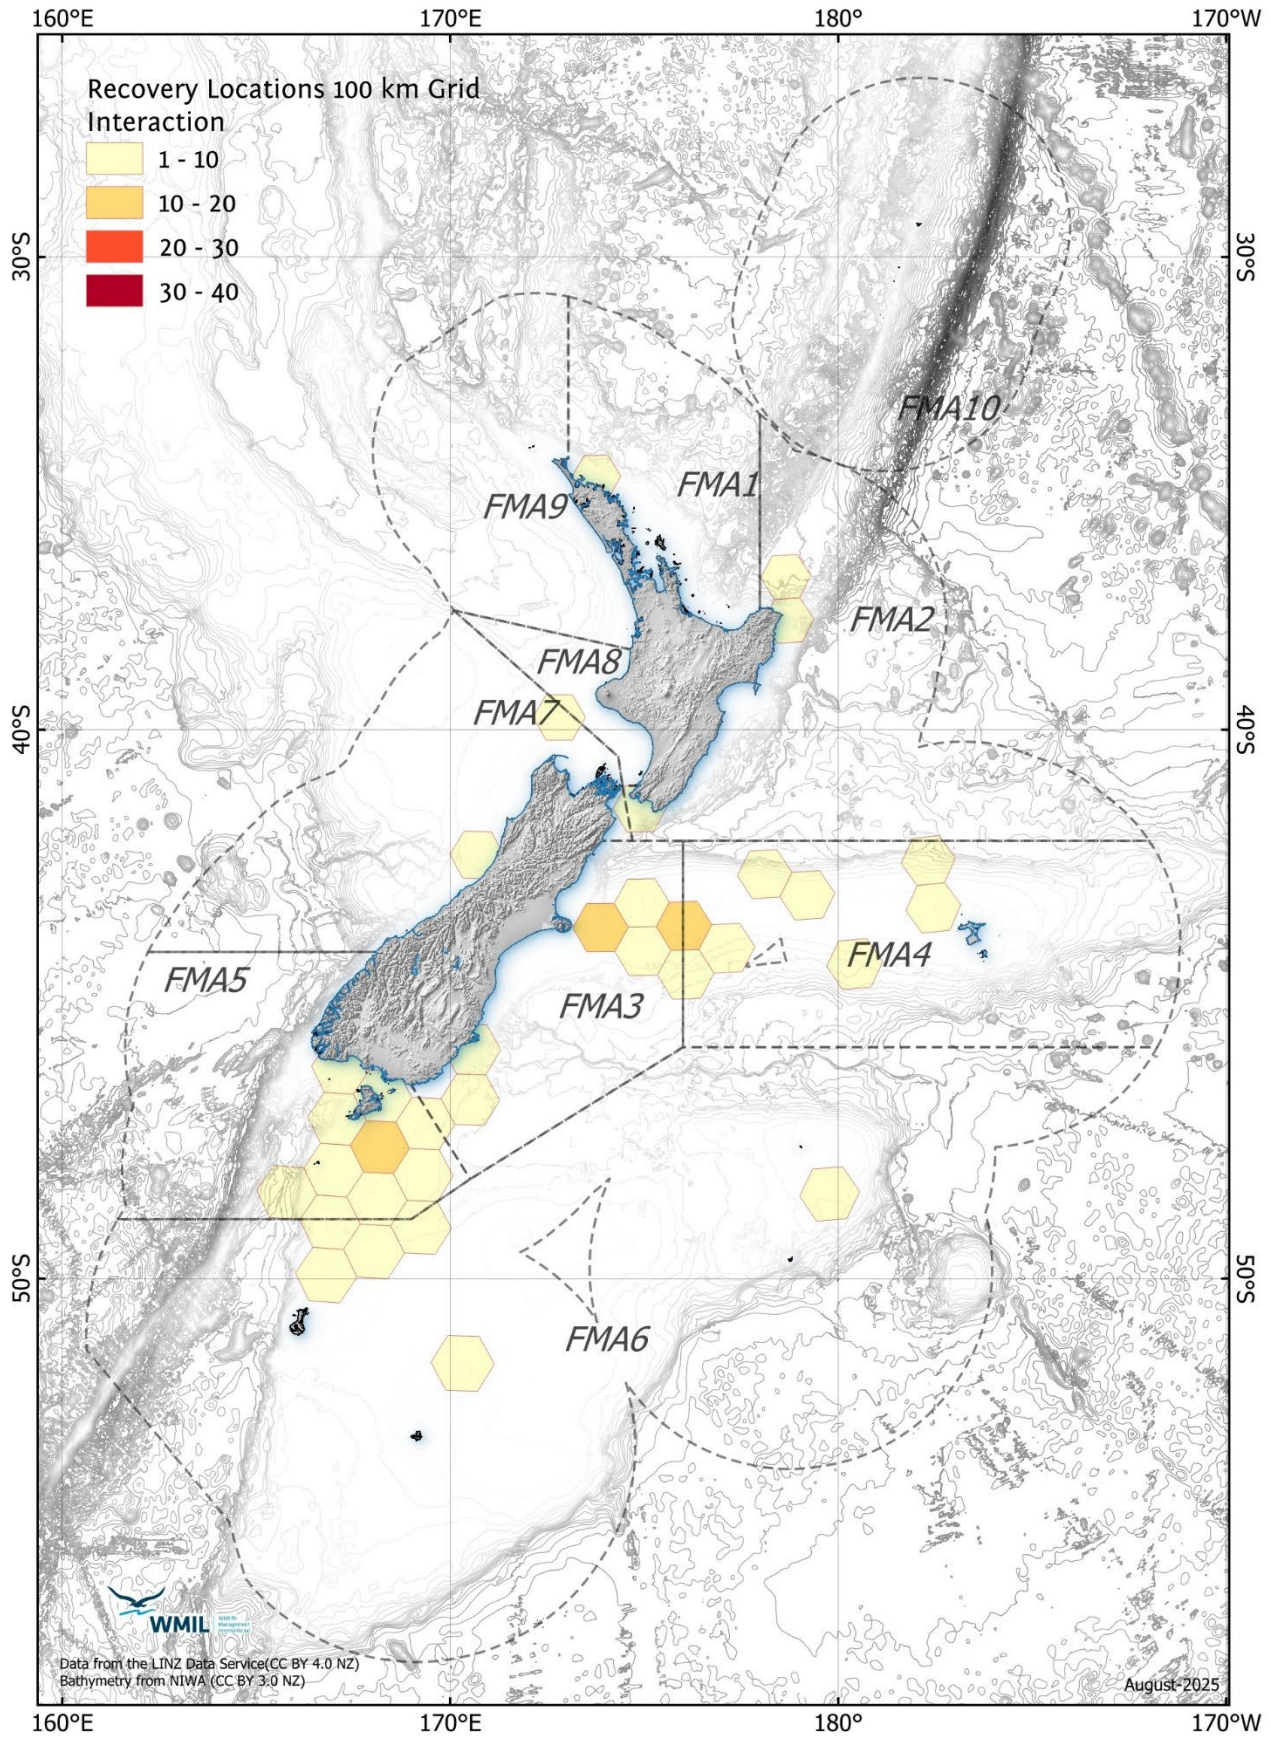 160°E 170°E 180° 170°W
Recovery Locations 100 km Grid
Interaction
1 - 10
10 - 20
20 - 30
30 - 40
30°S 30°S
FMA10
FMA1
FMA9
FMA2
FMA8
FMA7
40°S 40°S
FMA4
FMA5
FMA3
50°S 50°S
FMA6
WMIL
Management
International
Data from the LINZ Data Service(CC BY 4.0 NZ)
Bathymetry from NIWA (CC BY 3.0 NZ)
August-2025
160°E 170°E 180° 170°W